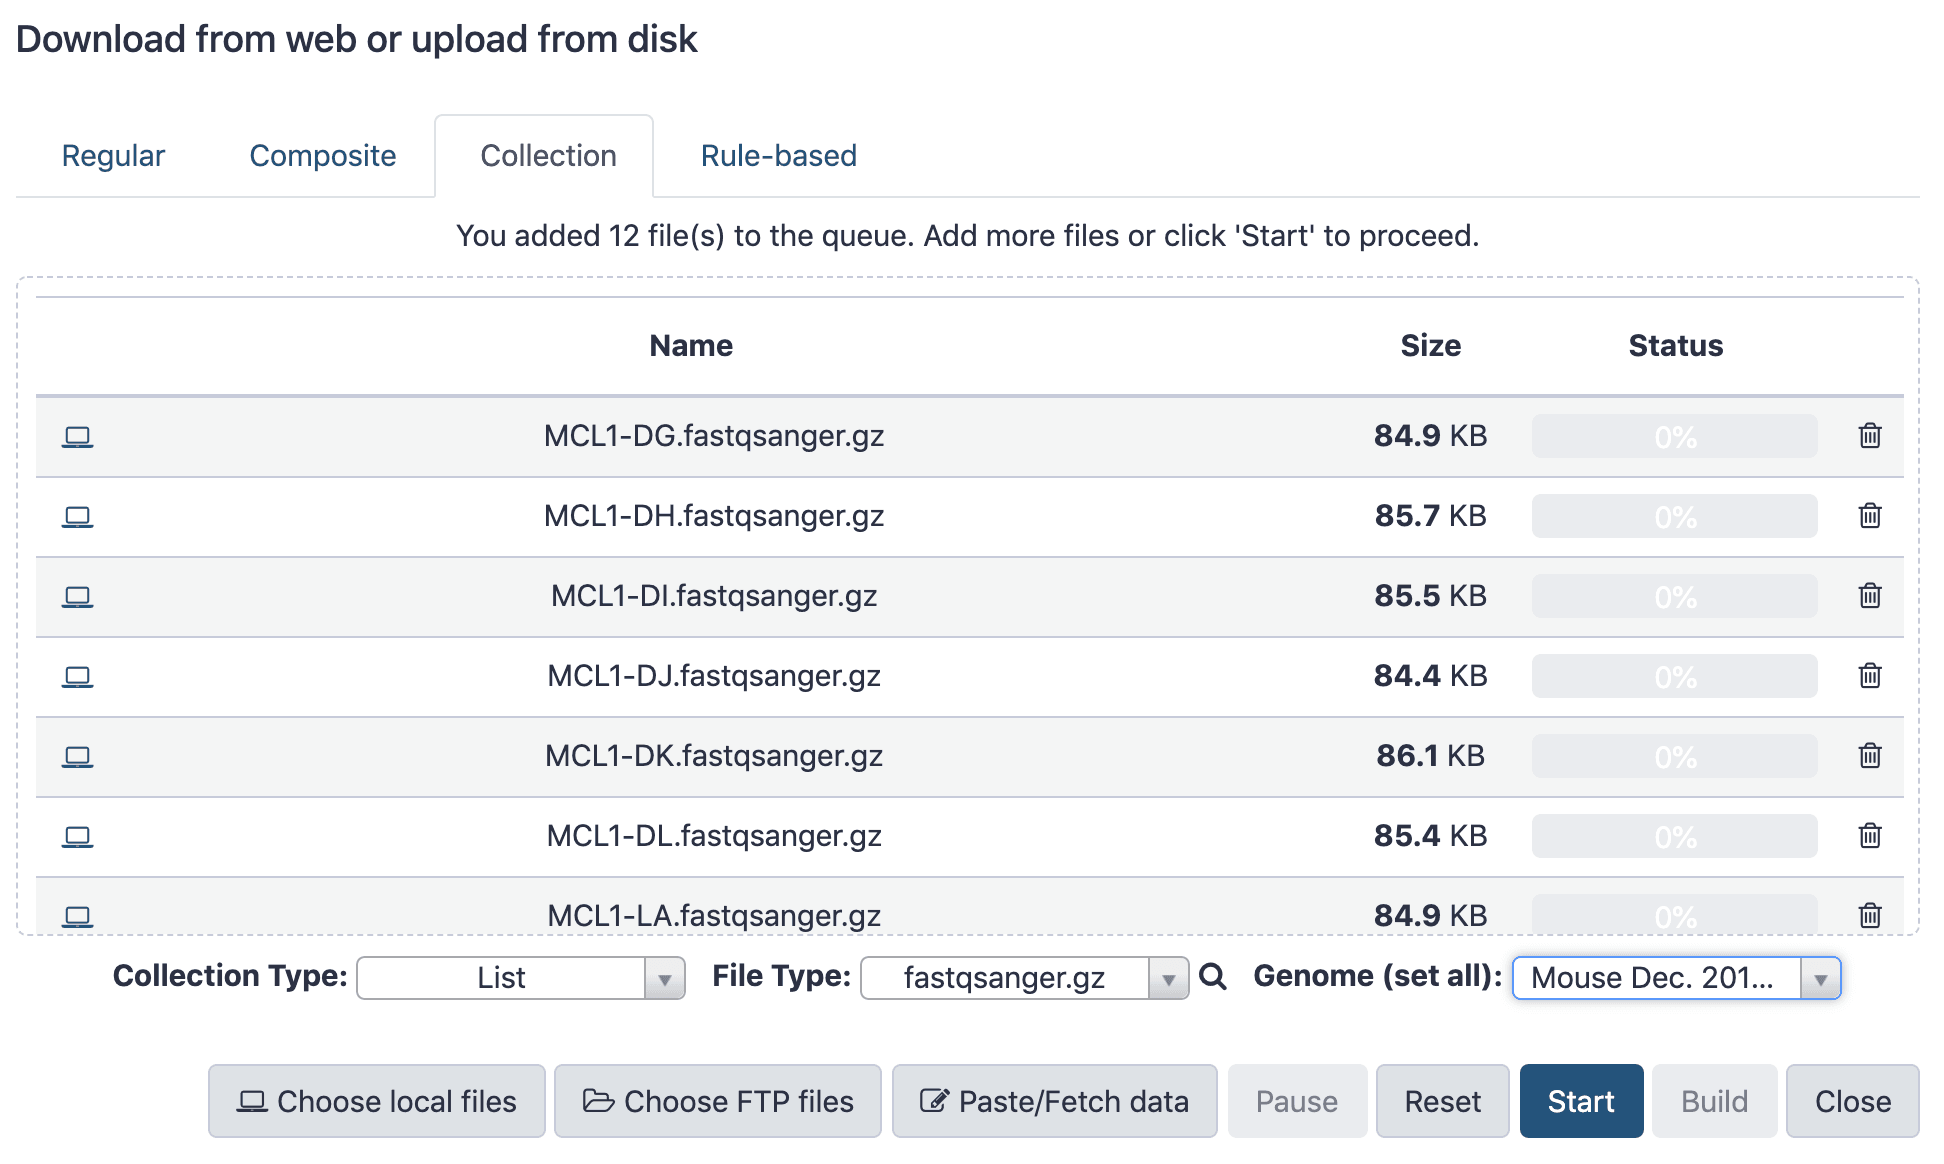 Download from web or upload from disk
Regular Composite Collection Rule-based
You added 12 file(s) to the queue. Add more files or click 'Start' to proceed.
Name Size Status
MCL1-DG.fastqsanger.gz 84.9 KB 0%
MCL1-DH.fastqsanger.gz 85.7 KB 0%
MCL1-DI.fastqsanger.gz 85.5 KB 0%
MCL1-DJ.fastqsanger.gz 84.4 KB 0%
MCL1-DK.fastqsanger.gz 86.1 KB 0%
MCL1-DL.fastqsanger.gz 85.4 KB 0%
MCL1-LA.fastqsanger.gz 84.9 KB 0%
Collection Type: List File Type: fastqsanger.gz Genome (set all): Mouse Dec. 201...
Choose local files Choose FTP files Paste/Fetch data Pause Reset Start Build Close